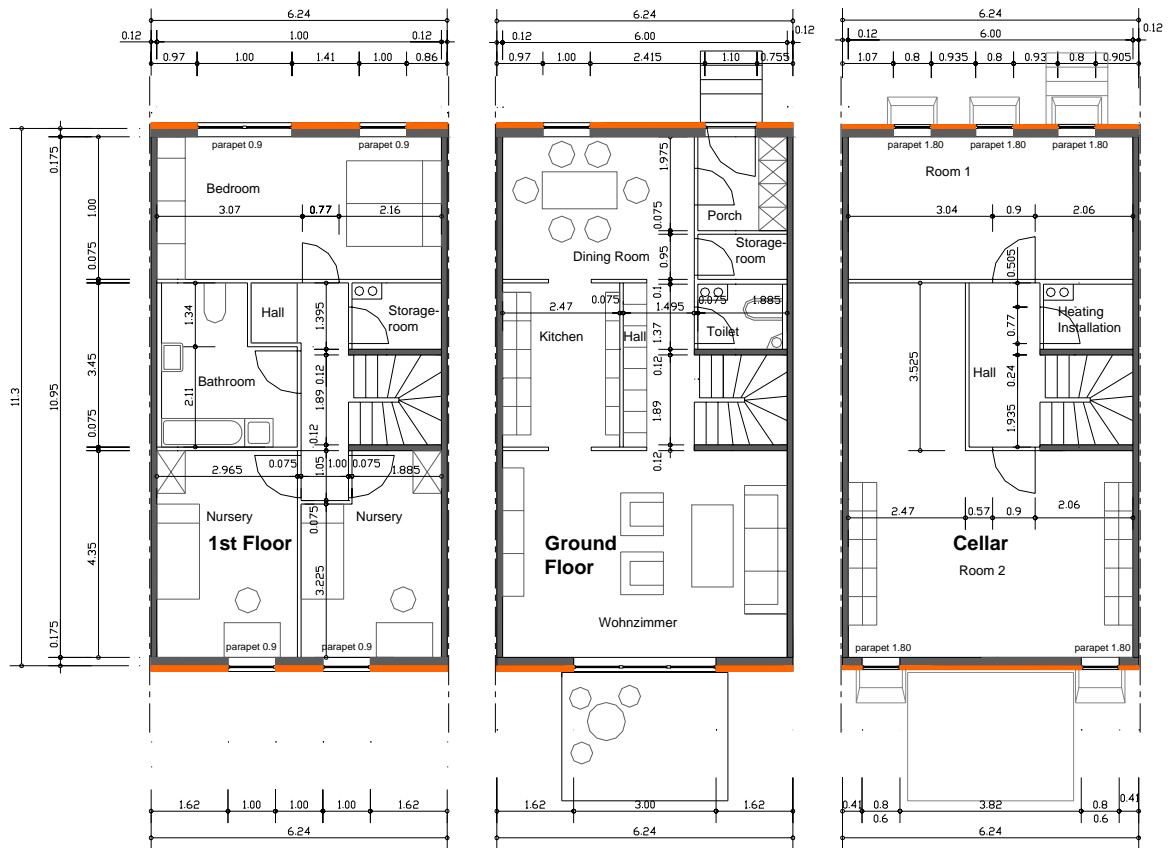 6.24
0.12
1.00
0.12
0.97
1.00
1.41
1.00
0.86
parapet 0.9
parapet 0.9
Bedroom
3.07
0.77
2.16
11.3
0.175
10.95
0.175
1.00
0.075
3.45
0.075
4.35
1.34
Hall
1.395
Storage-
room
Bathroom
2.11
0.12
1.89
0.12
2.965
0.075
1.05
1.00
0.075
1.885
Nursery
0.075
Nursery
1st Floor
3.225
parapet 0.9
parapet 0.9
1.62
1.00
1.00
1.00
1.62
6.24
6.24
0.12
6.00
0.12
0.97
1.00
2.415
1.10
0.755
1.975
Porch
0.075
Dining Room
0.95
Storage-
room
2.47
0.075
1.495
0.1
0.075
1.885
Kitchen
Hall
1.37
Toilet
0.12
1.89
0.12
Ground
Floor
Wohnzimmer
1.62
3.00
1.62
6.24
6.24
0.12
6.00
0.12
1.07
0.8
0.935
0.8
0.93
0.8
0.905
parapet 1.80
parapet 1.80
parapet 1.80
Room 1
3.04
0.9
2.06
0.505
3.525
0.77
Heating
Installation
Hall
0.24
1.935
2.47
0.57
0.9
2.06
Cellar
Room 2
parapet 1.80
parapet 1.80
0.41
0.8
0.6
3.82
0.8
0.6
0.41
6.24